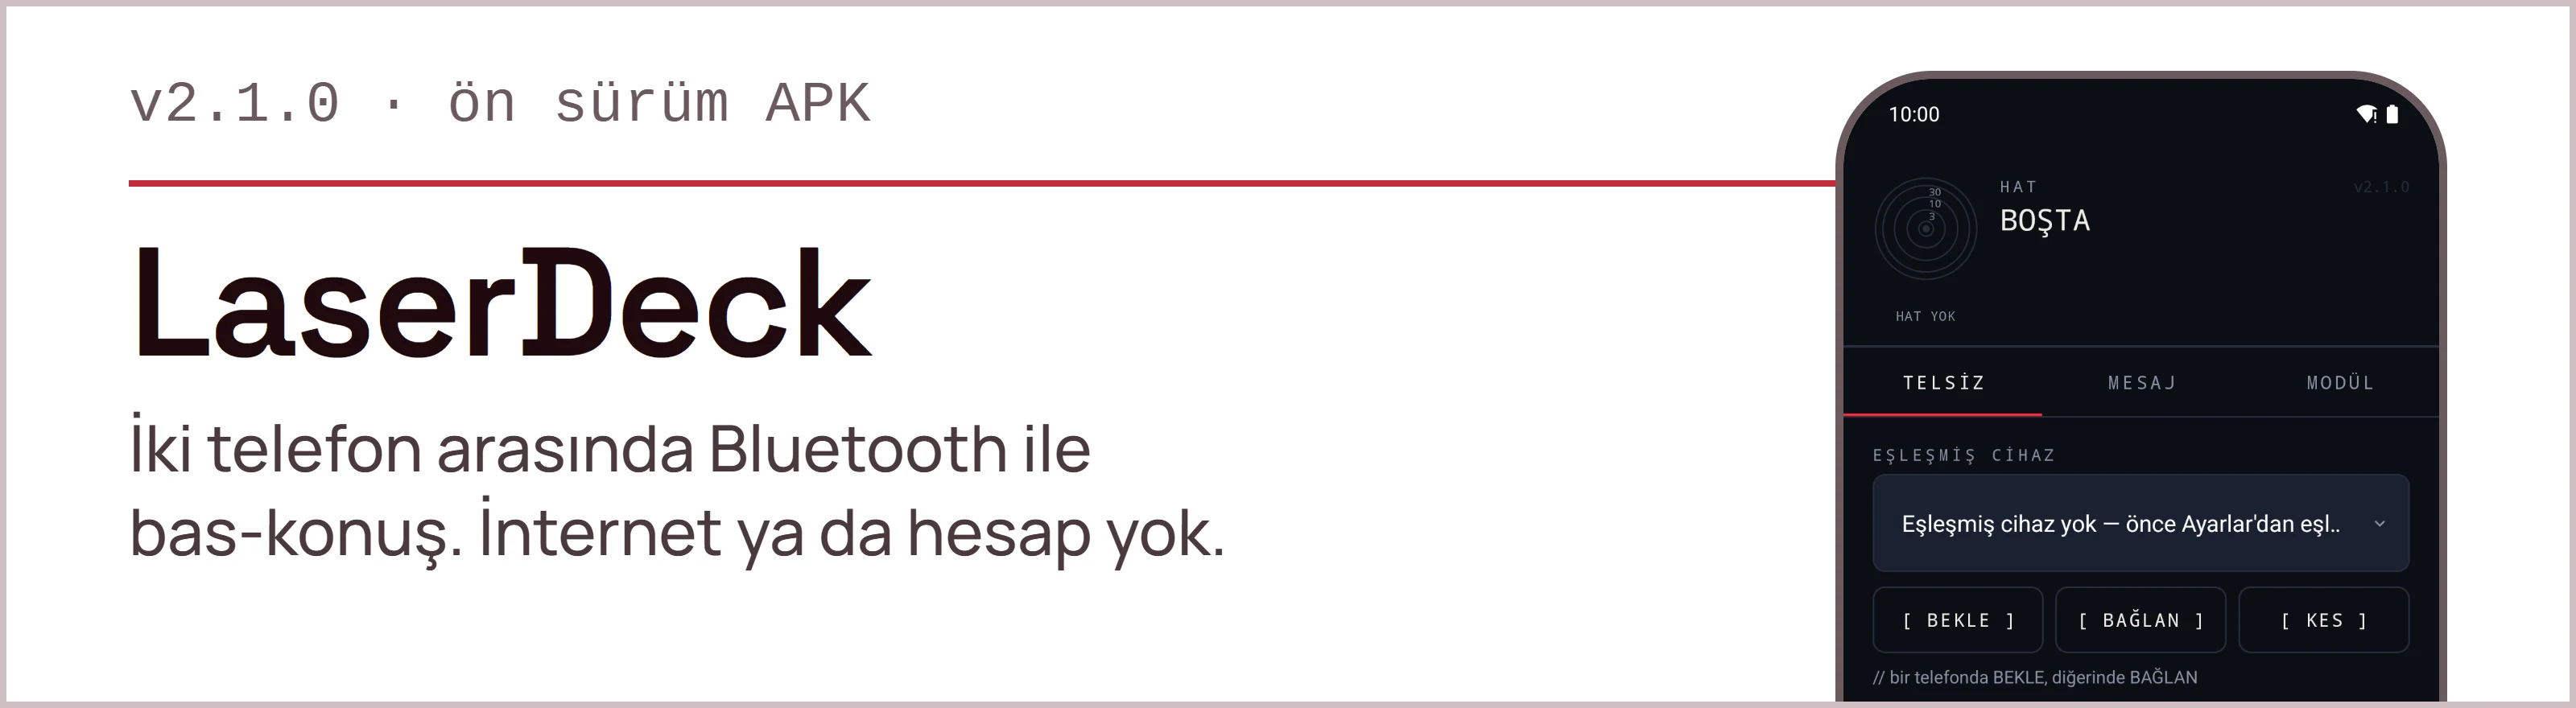 v2.1.0 · ön sürüm APK
LaserDeck
İki telefon arasında Bluetooth ile
bas-konuş. İnternet ya da hesap yok.
10:00
30
10
3
HAT
BOŞTA
v2.1.0
HAT YOK
TELSİZ MESAJ MODÜL
EŞLEŞMİŞ CİHAZ
Eşleşmiş cihaz yok — önce Ayarlar'dan eşl..
[ BEKLE ] [ BAĞLAN ] [ KES ]
// bir telefonda BEKLE, diğerinde BAĞLAN